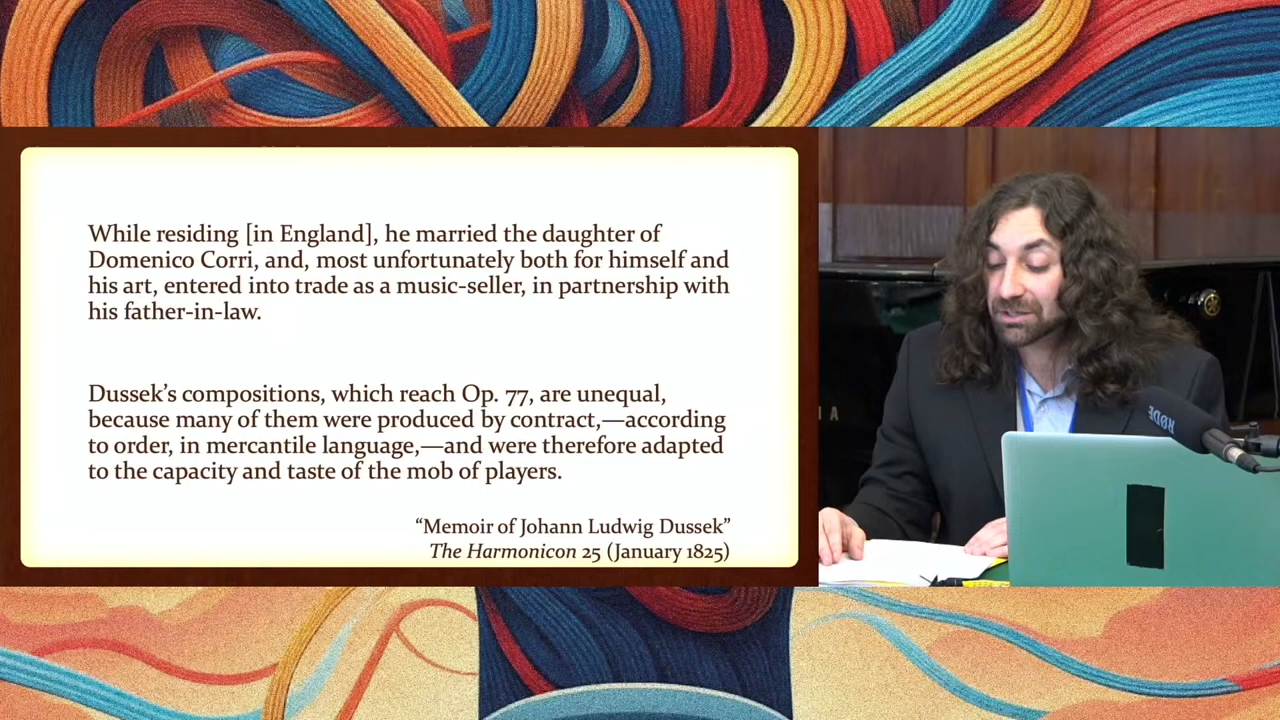 While residing [in England], he married the daughter of
Domenico Corri, and, most unfortunately both for himself and
his art, entered into trade as a music-seller, in partnership with
his father-in-law.
Dussek’s compositions, which reach Op. 77, are unequal,
because many of them were produced by contract,—according
to order, in mercantile language,—and were therefore adapted
to the capacity and taste of the mob of players.
“Memoir of Johann Ludwig Dussek”
The Harmonicon 25 (January 1825)
RØDE